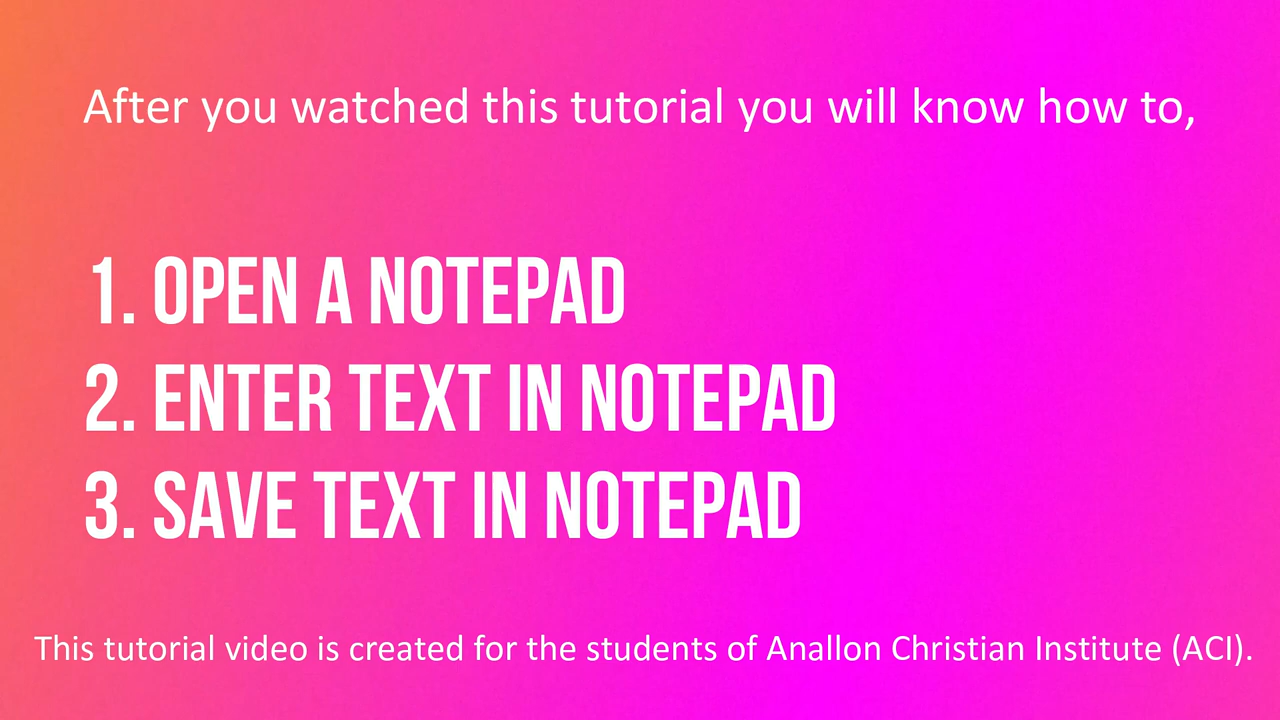 After you watched this tutorial you will know how to,
1. OPEN A NOTEPAD
2. ENTER TEXT IN NOTEPAD
3. SAVE TEXT IN NOTEPAD
This tutorial video is created for the students of Anallon Christian Institute (ACI).